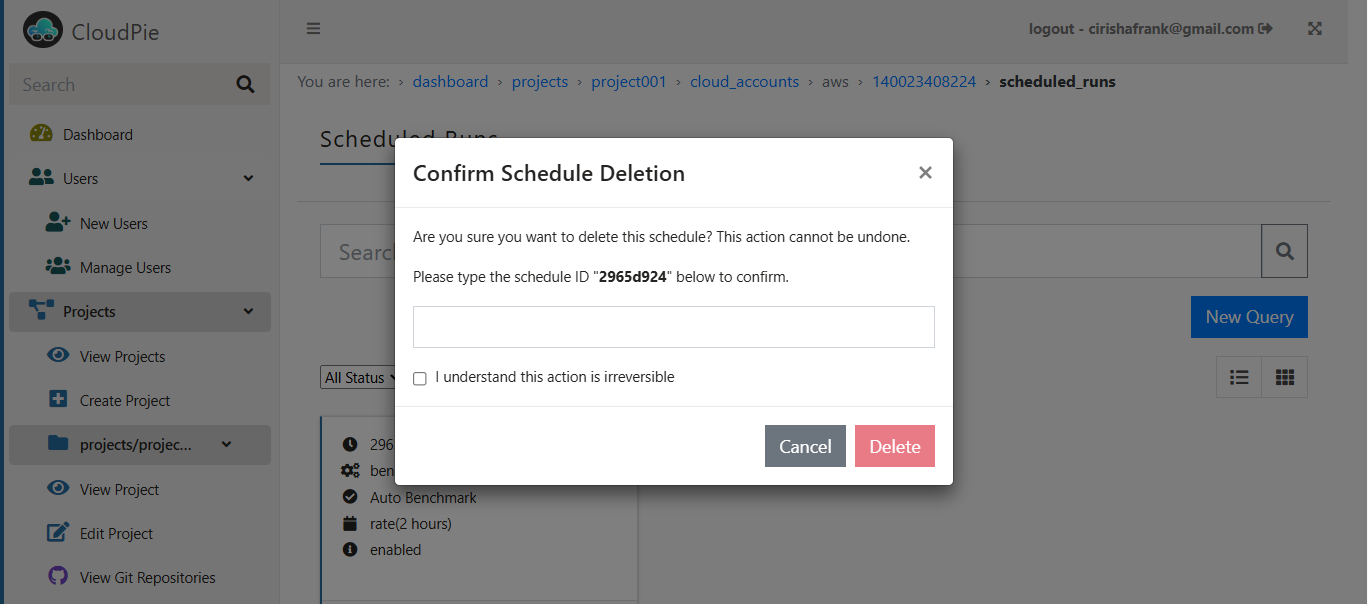 CloudPie
logout - cirishafrank@gmail.com
Search
You are here: › dashboard › projects › project001 › cloud_accounts › aws › 140023408224 › scheduled_runs
Dashboard
Users
New Users
Manage Users
Projects
View Projects
Create Project
projects/projec...
View Project
Edit Project
View Git Repositories
Scheduled Runs
Confirm Schedule Deletion
×
Are you sure you want to delete this schedule? This action cannot be undone.
Please type the schedule ID "2965d924" below to confirm.
I understand this action is irreversible
Cancel
Delete
Search
New Query
All Status
296
ben
Auto Benchmark
rate(2 hours)
enabled